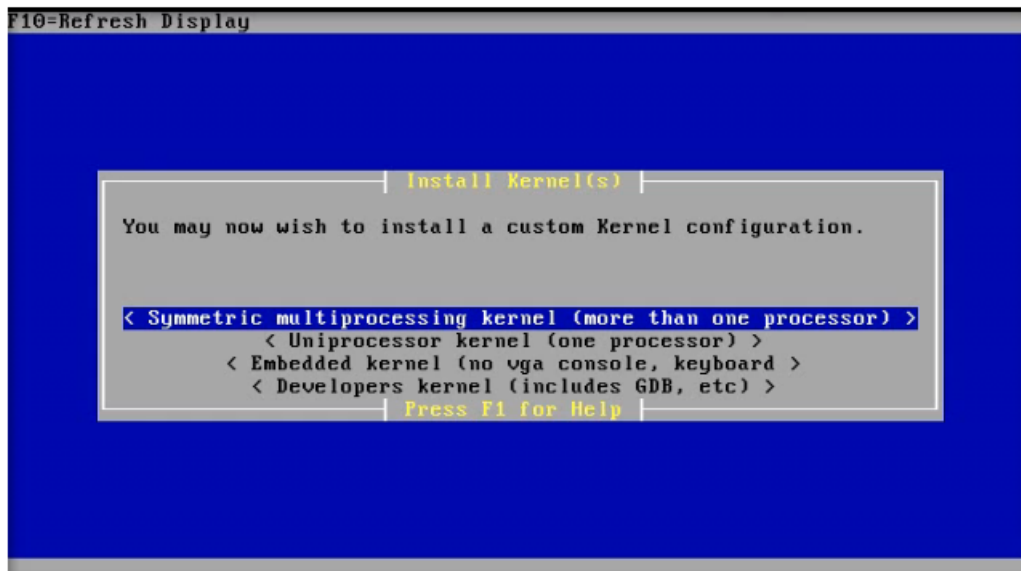 F10=Refresh Display
Install Kernel(s)
You may now wish to install a custom Kernel configuration.
< Symmetric multiprocessing kernel (more than one processor) >
< Uniprocessor kernel (one processor) >
< Embedded kernel (no vga console, keyboard >
< Developers kernel (includes GDB, etc) >
Press F1 for Help